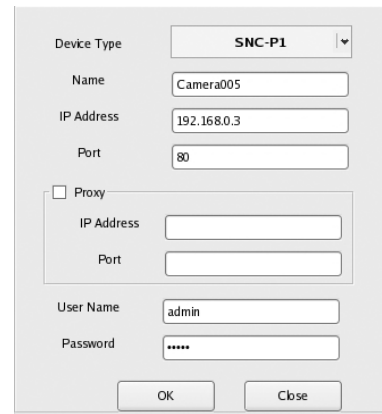 Device Type SNC-P1
Name Camera005
IP Address 192.168.0.3
Port 80
Proxy
IP Address
Port
User Name admin
Password •••••
OK Close